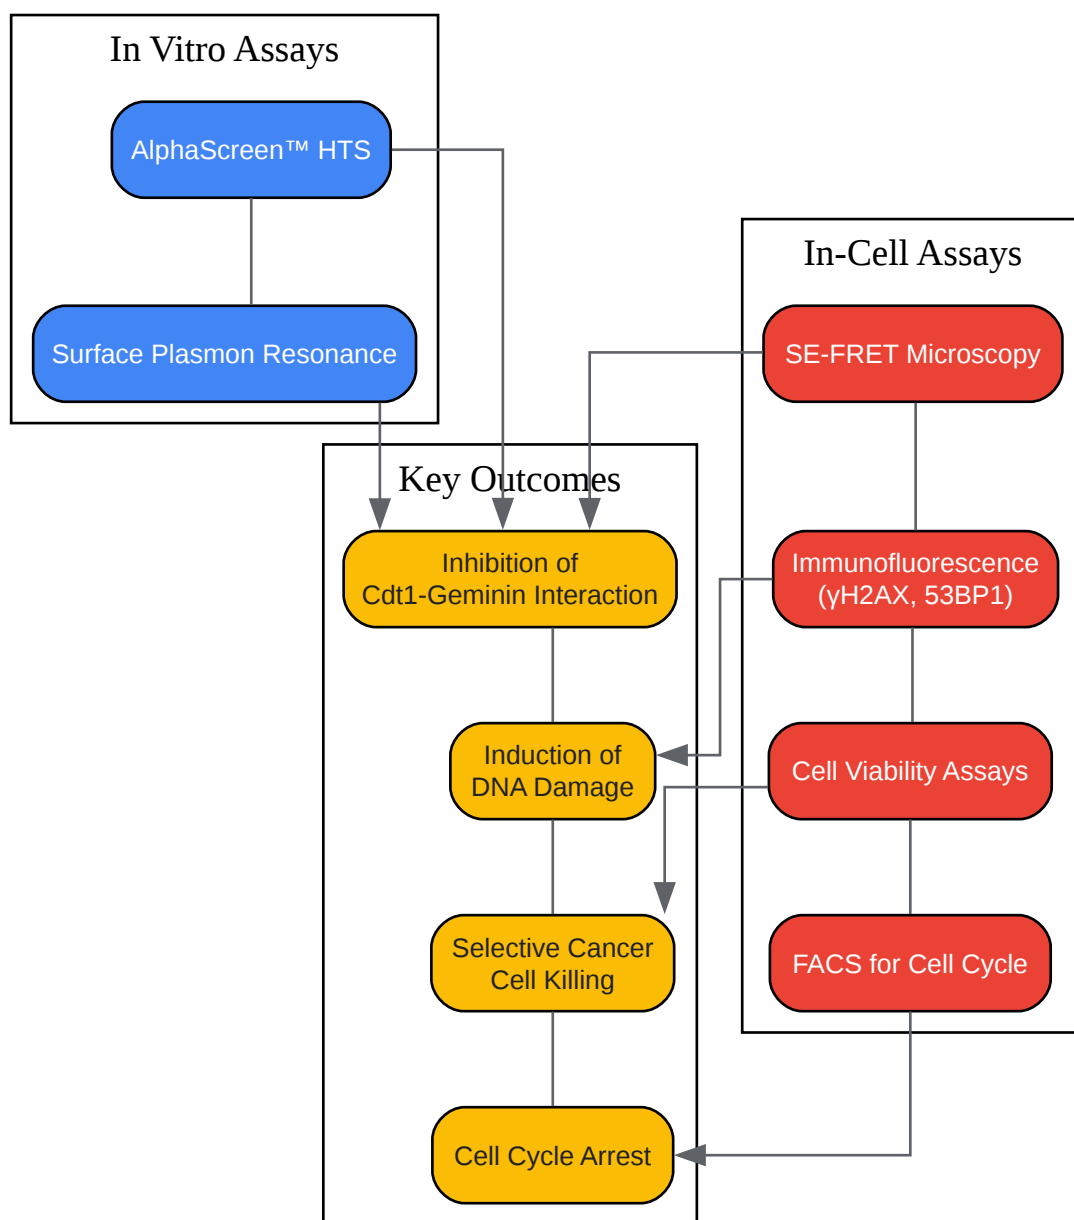 In Vitro Assays
AlphaScreen™ HTS
Surface Plasmon Resonance
In-Cell Assays
SE-FRET Microscopy
Immunofluorescence
(γH2AX, 53BP1)
Cell Viability Assays
FACS for Cell Cycle
Key Outcomes
Inhibition of
Cdt1-Geminin Interaction
Induction of
DNA Damage
Selective Cancer
Cell Killing
Cell Cycle Arrest